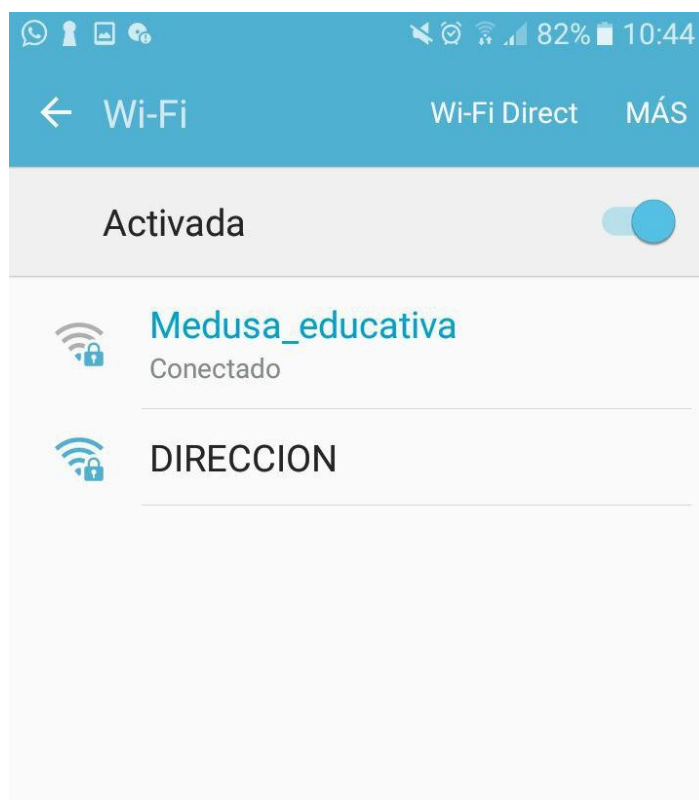 82% 10:44
Wi-Fi Wi-Fi Direct MÁS
Activada
Medusa_educativa
Conectado
DIRECCION